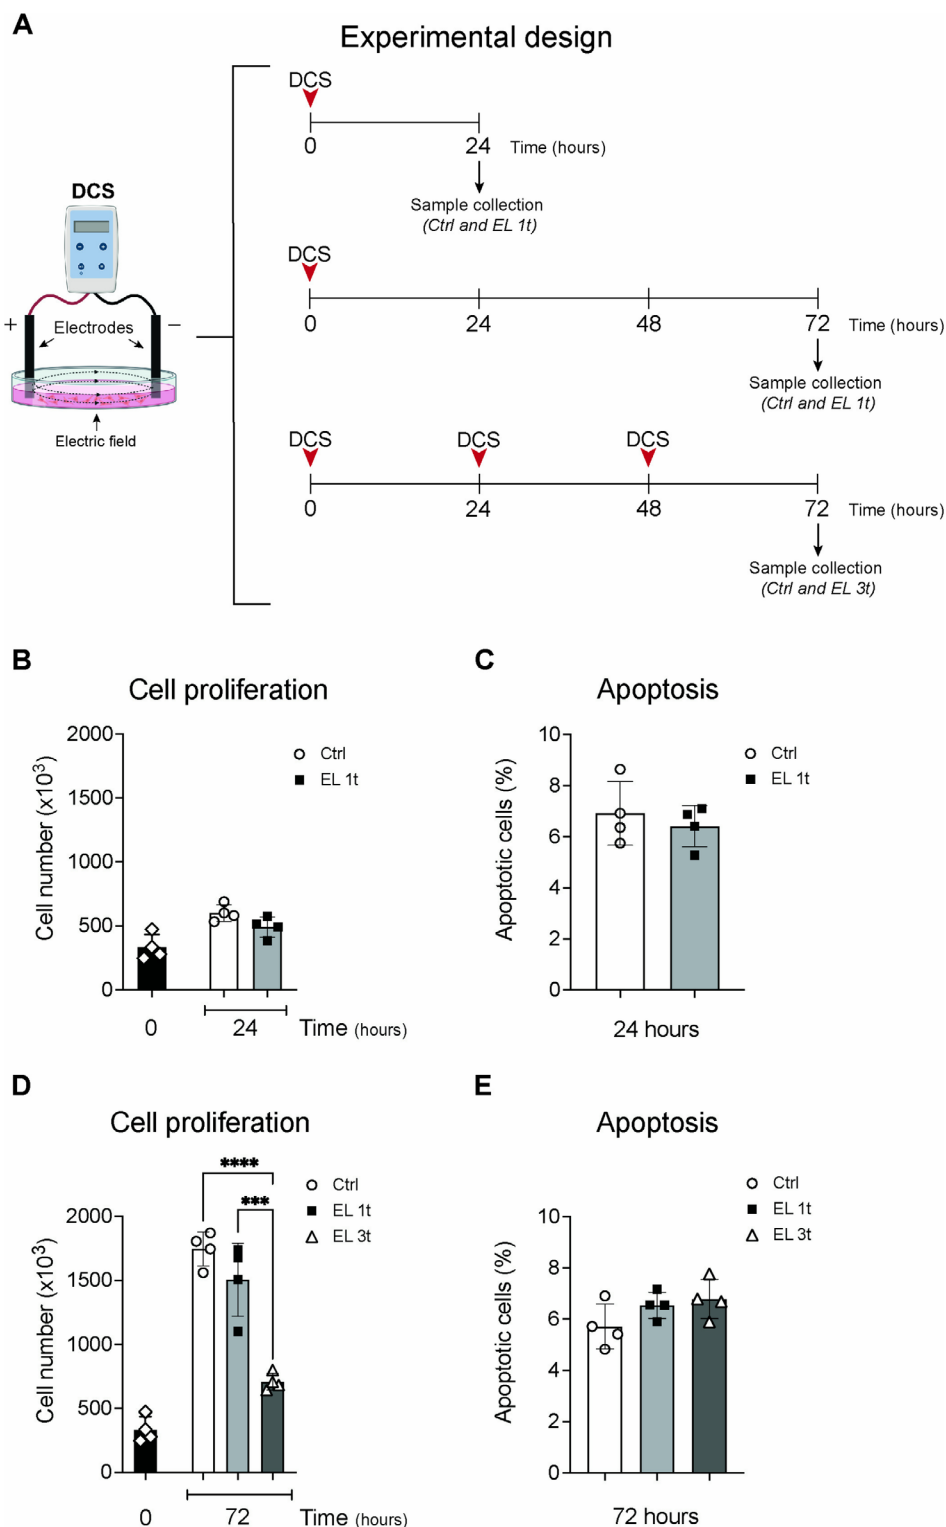 A
Experimental design
DCS
0
24
Time (hours)
Sample collection
(Ctrl and EL 1t)
DCS
+
Electrodes
−
Electric field
DCS
0
24
48
72
Time (hours)
Sample collection
(Ctrl and EL 1t)
DCS
DCS
DCS
0
24
48
72
Time (hours)
Sample collection
(Ctrl and EL 3t)
B
Cell proliferation
Cell number (x10³)
2000
1500
1000
500
0
Ctrl
EL 1t
0
24
Time (hours)
C
Apoptosis
Apoptotic cells (%)
10
8
6
4
2
0
Ctrl
EL 1t
24 hours
D
Cell proliferation
Cell number (x10³)
2000
1500
1000
500
0
****
***
Ctrl
EL 1t
EL 3t
0
72
Time (hours)
E
Apoptosis
Apoptotic cells (%)
10
8
6
4
2
0
Ctrl
EL 1t
EL 3t
72 hours